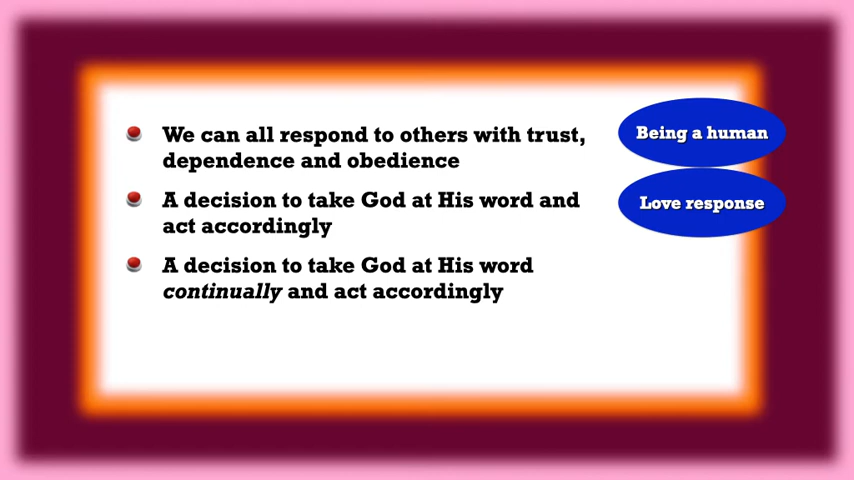 We can all respond to others with trust,
dependence and obedience
Being a human
A decision to take God at His word and
act accordingly
Love response
A decision to take God at His word
continually and act accordingly